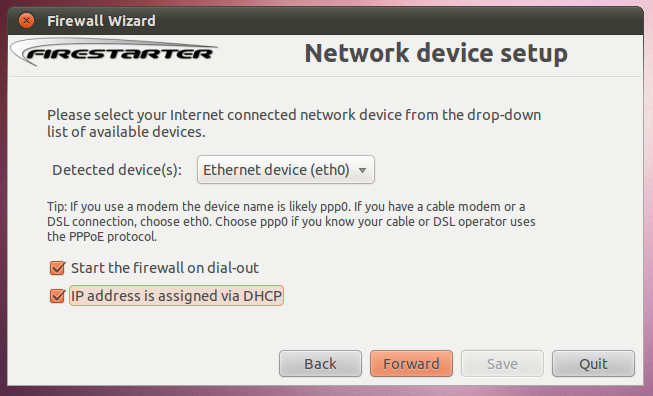 Firewall Wizard
FIRESTARTER
Network device setup
Please select your Internet connected network device from the drop-down
list of available devices.
Detected device(s):
Ethernet device (eth0)
Tip: If you use a modem the device name is likely ppp0. If you have a cable modem or a
DSL connection, choose eth0. Choose ppp0 if you know your cable or DSL operator uses
the PPPoE protocol.
Start the firewall on dial-out
IP address is assigned via DHCP
Back
Forward
Save
Quit